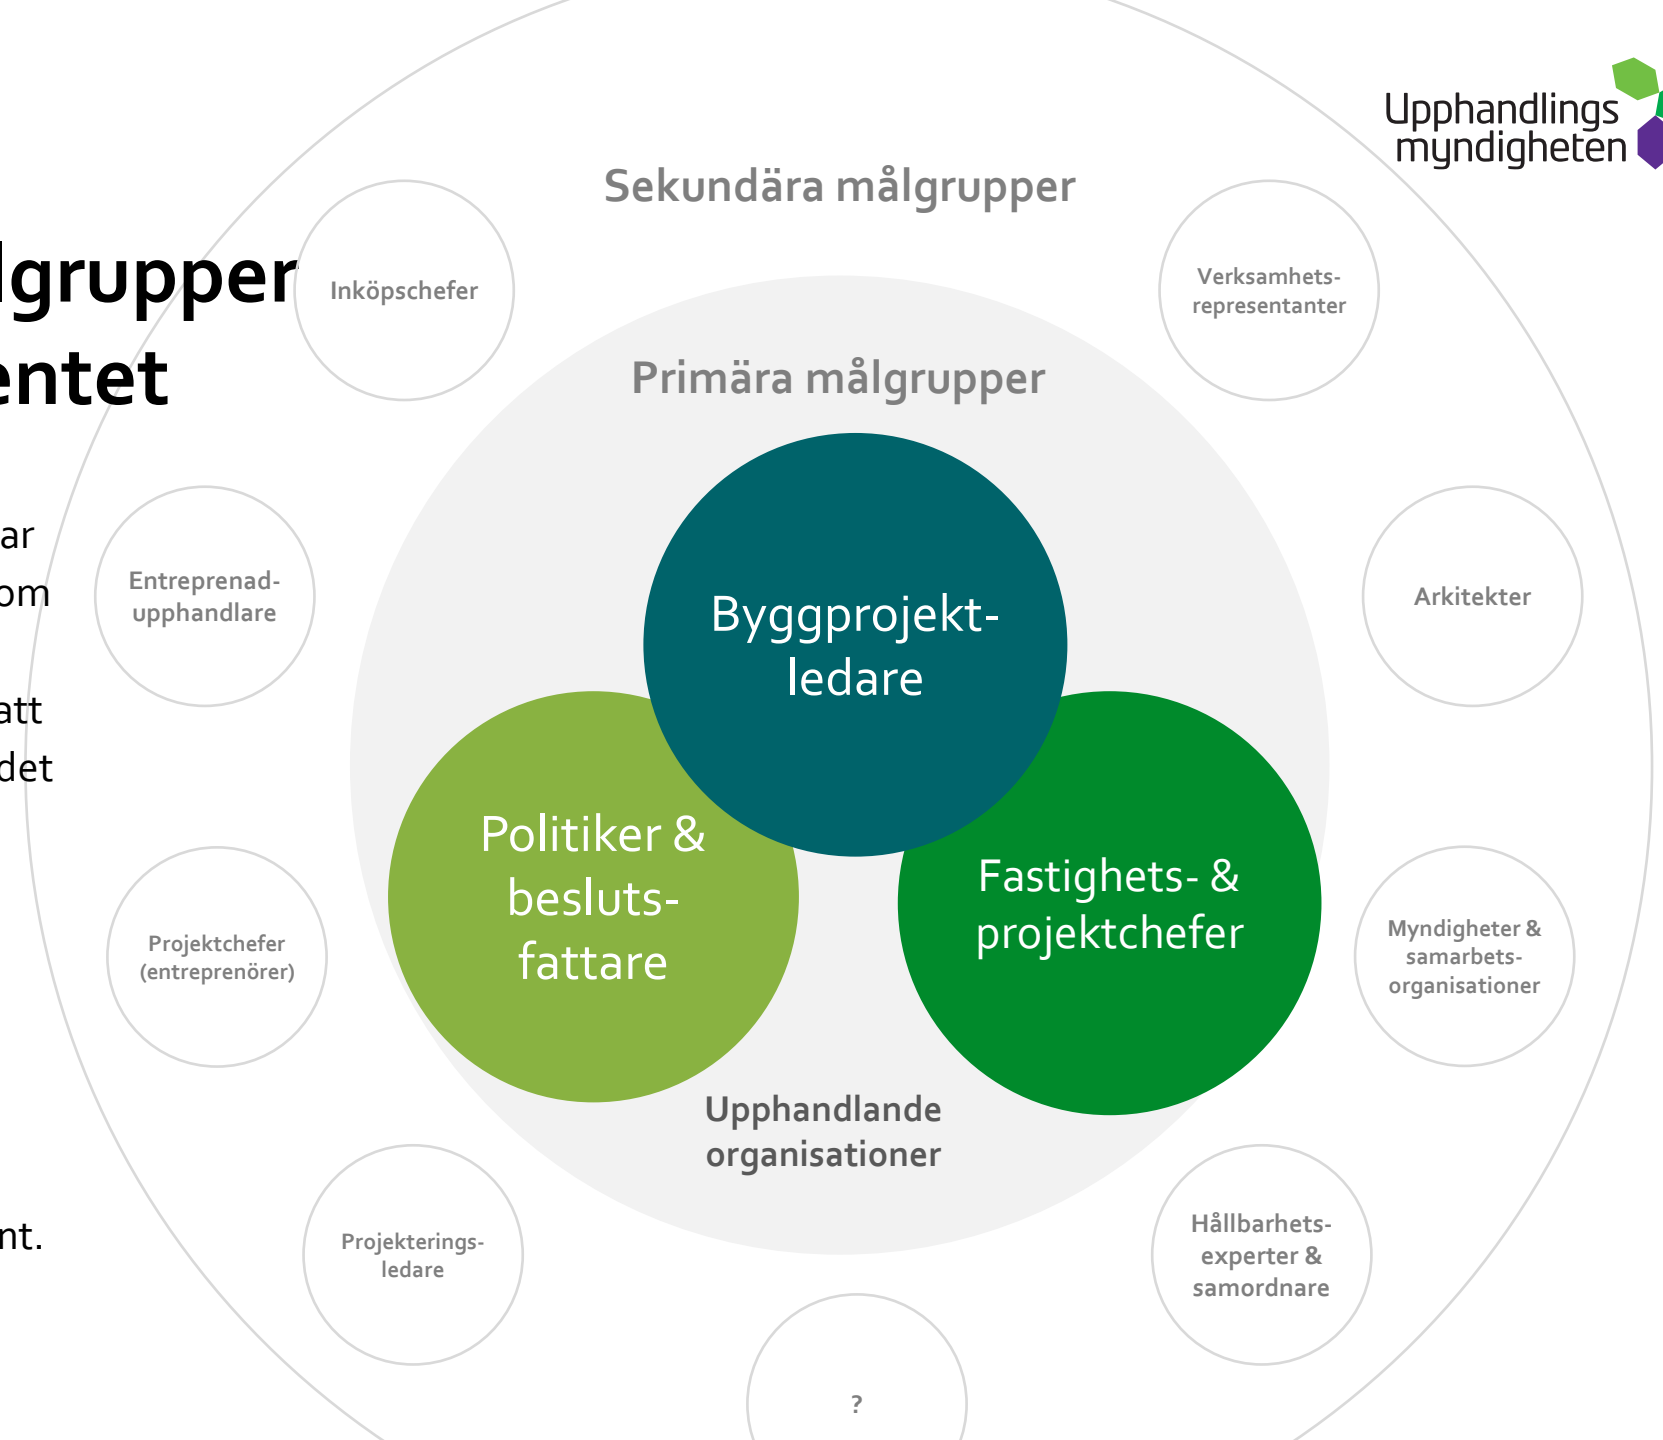 Upphandlings
myndigheten
lgrupper
entet
ar
om
att
det
nt.
Sekundära målgrupper
Inköpschefer
Verksamhets-
representanter
Primära målgrupper
Entreprenad-
upphandlare
Byggprojekt-
ledare
Arkitekter
Politiker &
besluts-
fattare
Fastighets- &
projektchefer
Projektchefer
(entreprenörer)
Myndigheter &
samarbets-
organisationer
Upphandlande
organisationer
Projekterings-
ledare
Hållbarhets-
experter &
samordnare
?